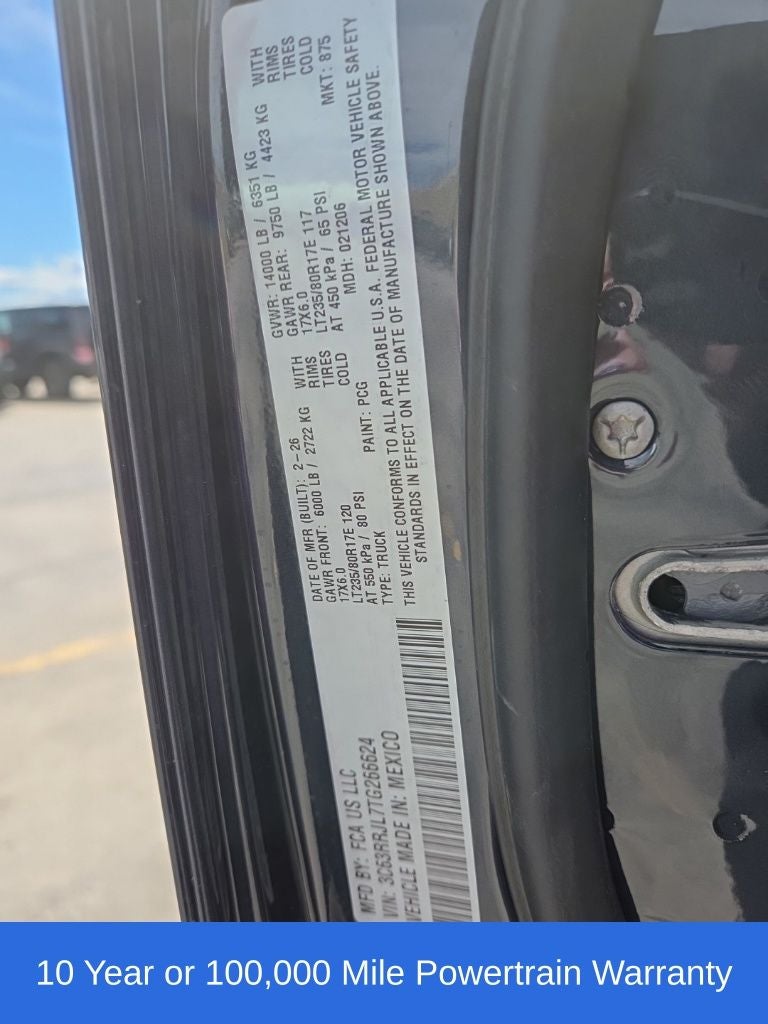 MFD BY: FCA US LLC
DATE OF MFR (BUILT): 2-26
GVWR: 14000 LB / 6351 KG
GAWR FRONT: 6000 LB / 2722 KG WITH
GAWR REAR: 9750 LB / 4423 KG WITH
17X6.0 RIMS
17X6.0 RIMS
LT235/80R17E 120 TIRES
LT235/80R17E 117 TIRES
AT 550 kPa / 80 PSI COLD
AT 450 kPa / 65 PSI COLD
TYPE: TRUCK PAINT: PCG MDH: 021206 MKT: 875
THIS VEHICLE CONFORMS TO ALL APPLICABLE U.S.A. FEDERAL MOTOR VEHICLE SAFETY
STANDARDS IN EFFECT ON THE DATE OF MANUFACTURE SHOWN ABOVE.
VIN: 3C63RRJL7TG266624
VEHICLE MADE IN: MEXICO
10 Year or 100,000 Mile Powertrain Warranty